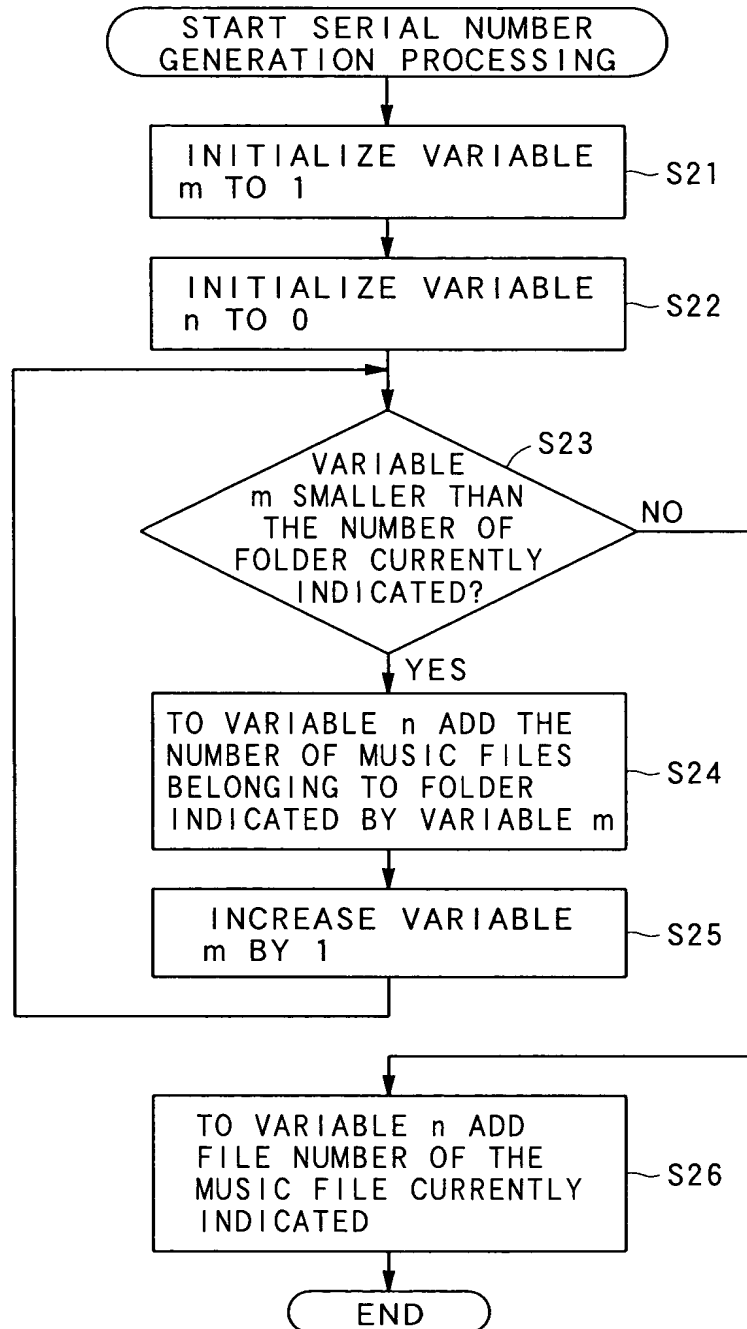 START SERIAL NUMBER
GENERATION PROCESSING
INITIALIZE VARIABLE
m TO 1
S21
INITIALIZE VARIABLE
n TO 0
S22
S23
VARIABLE
m SMALLER THAN
THE NUMBER OF
FOLDER CURRENTLY
INDICATED?
NO
YES
TO VARIABLE n ADD THE
NUMBER OF MUSIC FILES
BELONGING TO FOLDER
INDICATED BY VARIABLE m
S24
INCREASE VARIABLE
m BY 1
S25
TO VARIABLE n ADD
FILE NUMBER OF THE
MUSIC FILE CURRENTLY
INDICATED
S26
END